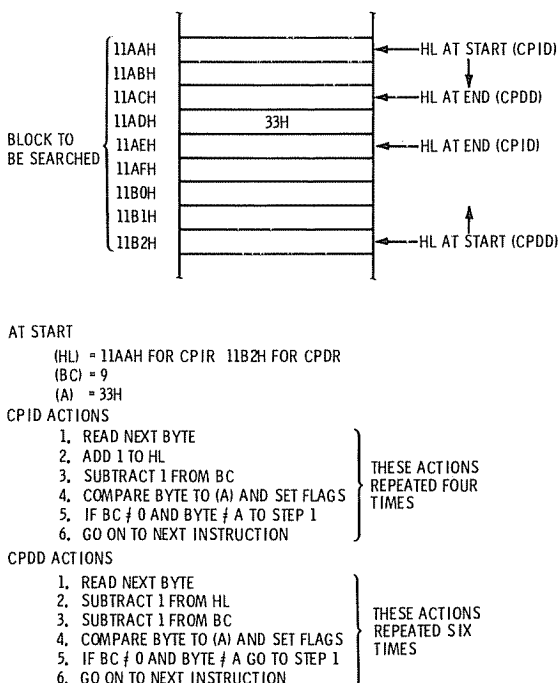 11AAH HL AT START (CPID)
11ABH
11ACH HL AT END (CPDD)
11ADH 33H
BLOCK TO
BE SEARCHED
11AEH HL AT END (CPID)
11AFH
11B0H
11B1H
11B2H HL AT START (CPDD)
AT START
(HL) = 11AAH FOR CPIR 11B2H FOR CPDR
(BC) = 9
(A) = 33H
CPID ACTIONS
1. READ NEXT BYTE
2. ADD 1 TO HL
3. SUBTRACT 1 FROM BC
4. COMPARE BYTE TO (A) AND SET FLAGS
5. IF BC ≠ 0 AND BYTE ≠ A TO STEP 1
6. GO ON TO NEXT INSTRUCTION
THESE ACTIONS
REPEATED FOUR
TIMES
CPDD ACTIONS
1. READ NEXT BYTE
2. SUBTRACT 1 FROM HL
3. SUBTRACT 1 FROM BC
4. COMPARE BYTE TO (A) AND SET FLAGS
5. IF BC ≠ 0 AND BYTE ≠ A GO TO STEP 1
6. GO ON TO NEXT INSTRUCTION
THESE ACTIONS
REPEATED SIX
TIMES